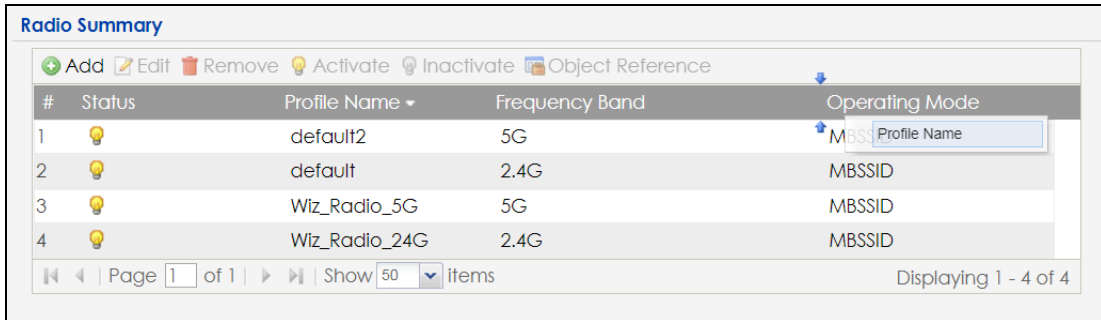 Radio Summary
Add Edit Remove Activate Inactivate Object Reference
# Status Profile Name Frequency Band Operating Mode
1 default2 5G MBSSID
Profile Name
2 default 2.4G MBSSID
3 Wiz_Radio_5G 5G MBSSID
4 Wiz_Radio_24G 2.4G MBSSID
Page 1 of 1 Show 50 items Displaying 1 - 4 of 4